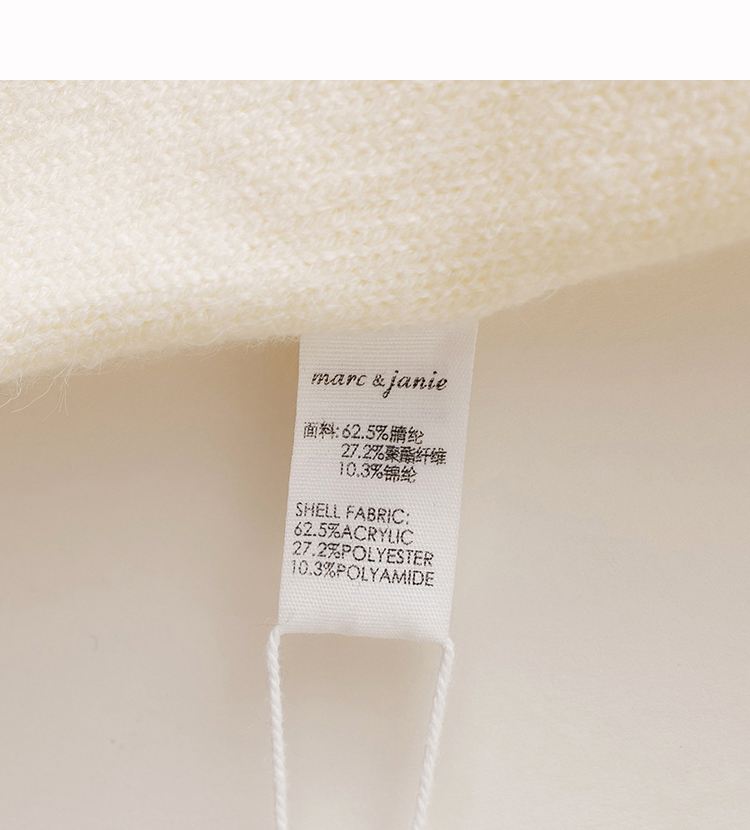 marc & janie
面料:62.5%腈纶
27.2%聚酯纤维
10.3%锦纶
SHELL FABRIC:
62.5%ACRYLIC
27.2%POLYESTER
10.3%POLYAMIDE